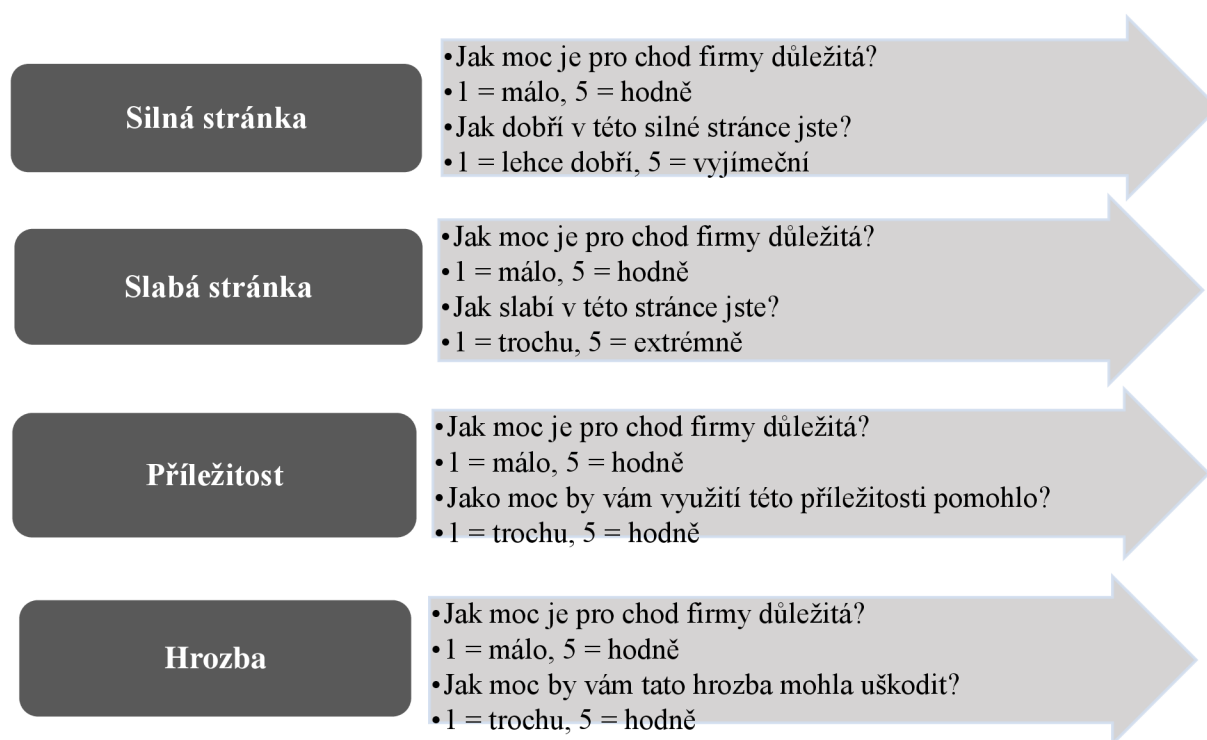 Silná stránka
•Jak moc je pro chod firmy důležitá?
•1 = málo, 5 = hodně
•Jak dobří v této silné stránce jste?
•1 = lehce dobří, 5 = vyjímeční
Slabá stránka
•Jak moc je pro chod firmy důležitá?
•1 = málo, 5 = hodně
•Jak slabí v této stránce jste?
•1 = trochu, 5 = extrémně
Příležitost
•Jak moc je pro chod firmy důležitá?
•1 = málo, 5 = hodně
•Jako moc by vám využití této příležitosti pomohlo?
•1 = trochu, 5 = hodně
Hrozba
•Jak moc je pro chod firmy důležitá?
•1 = málo, 5 = hodně
•Jak moc by vám tato hrozba mohla uškodit?
•1 = trochu, 5 = hodně